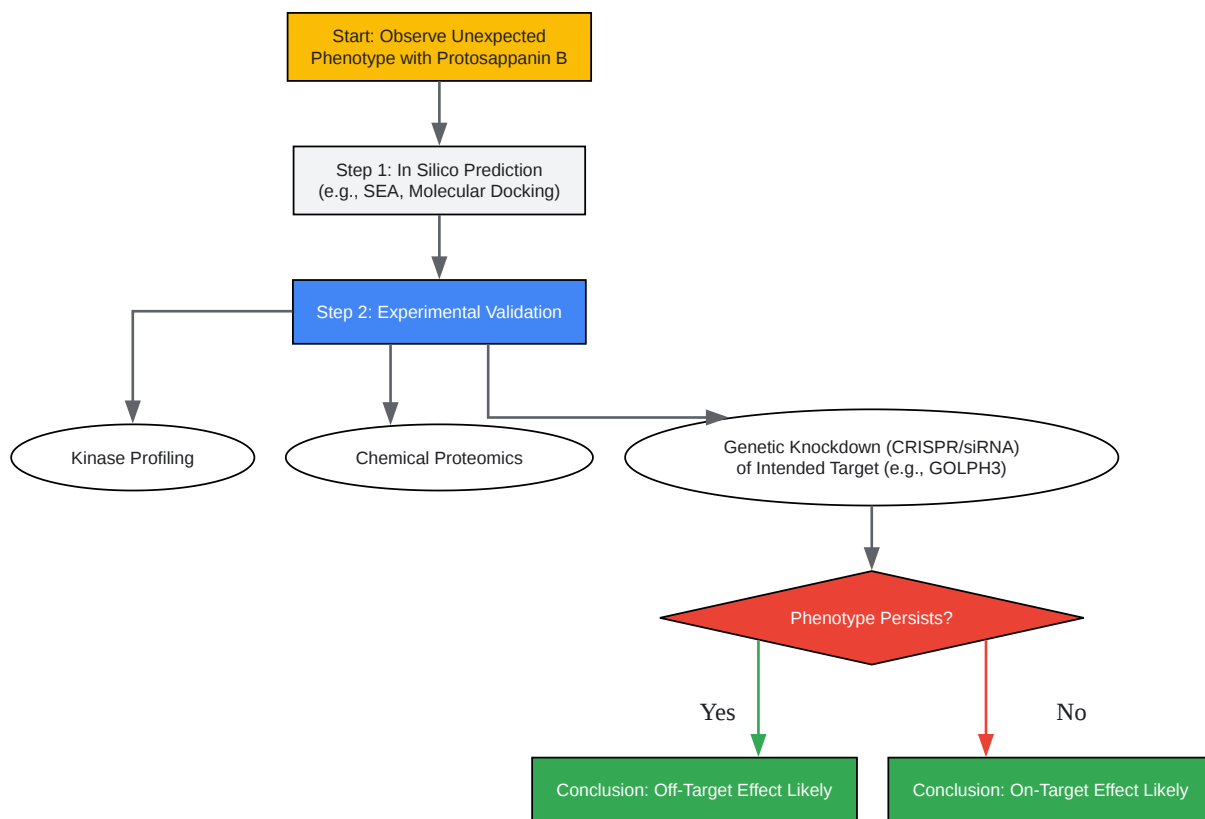 Start: Observe Unexpected
Phenotype with Protosappanin B
Step 1: In Silico Prediction
(e.g., SEA, Molecular Docking)
Step 2: Experimental Validation
Kinase Profiling
Chemical Proteomics
Genetic Knockdown (CRISPR/siRNA)
of Intended Target (e.g., GOLPH3)
Phenotype Persists?
Yes
No
Conclusion: Off-Target Effect Likely
Conclusion: On-Target Effect Likely